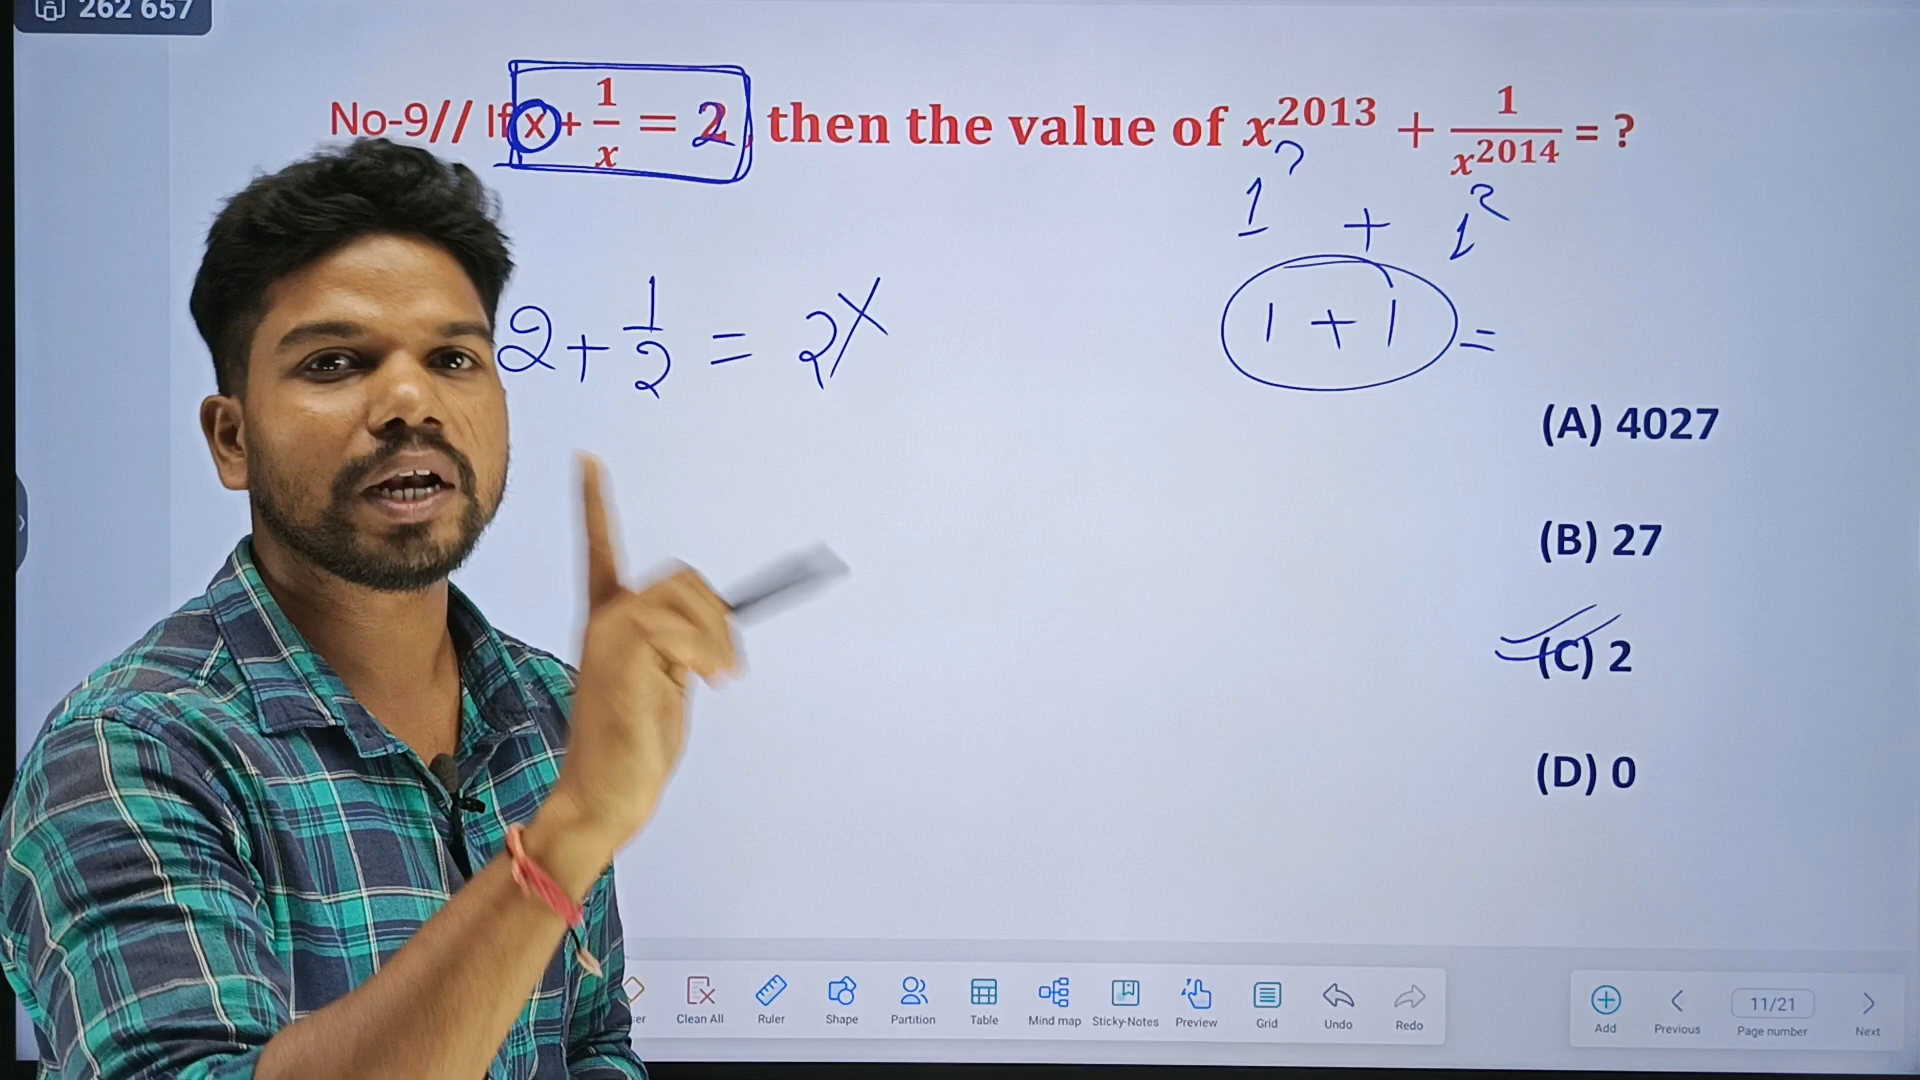 262 657
No-9// If x + 1/x = 2, then the value of x^2013 + 1/x^2014 = ?
1^? + 1^2
2 + 1/2 = 2 X
1 + 1 =
(A) 4027
(B) 27
(C) 2
(D) 0
Clean All Ruler Shape Partition Table Mind map Sticky-Notes Preview Grid Undo Redo
Add Previous 11/21 Page number Next